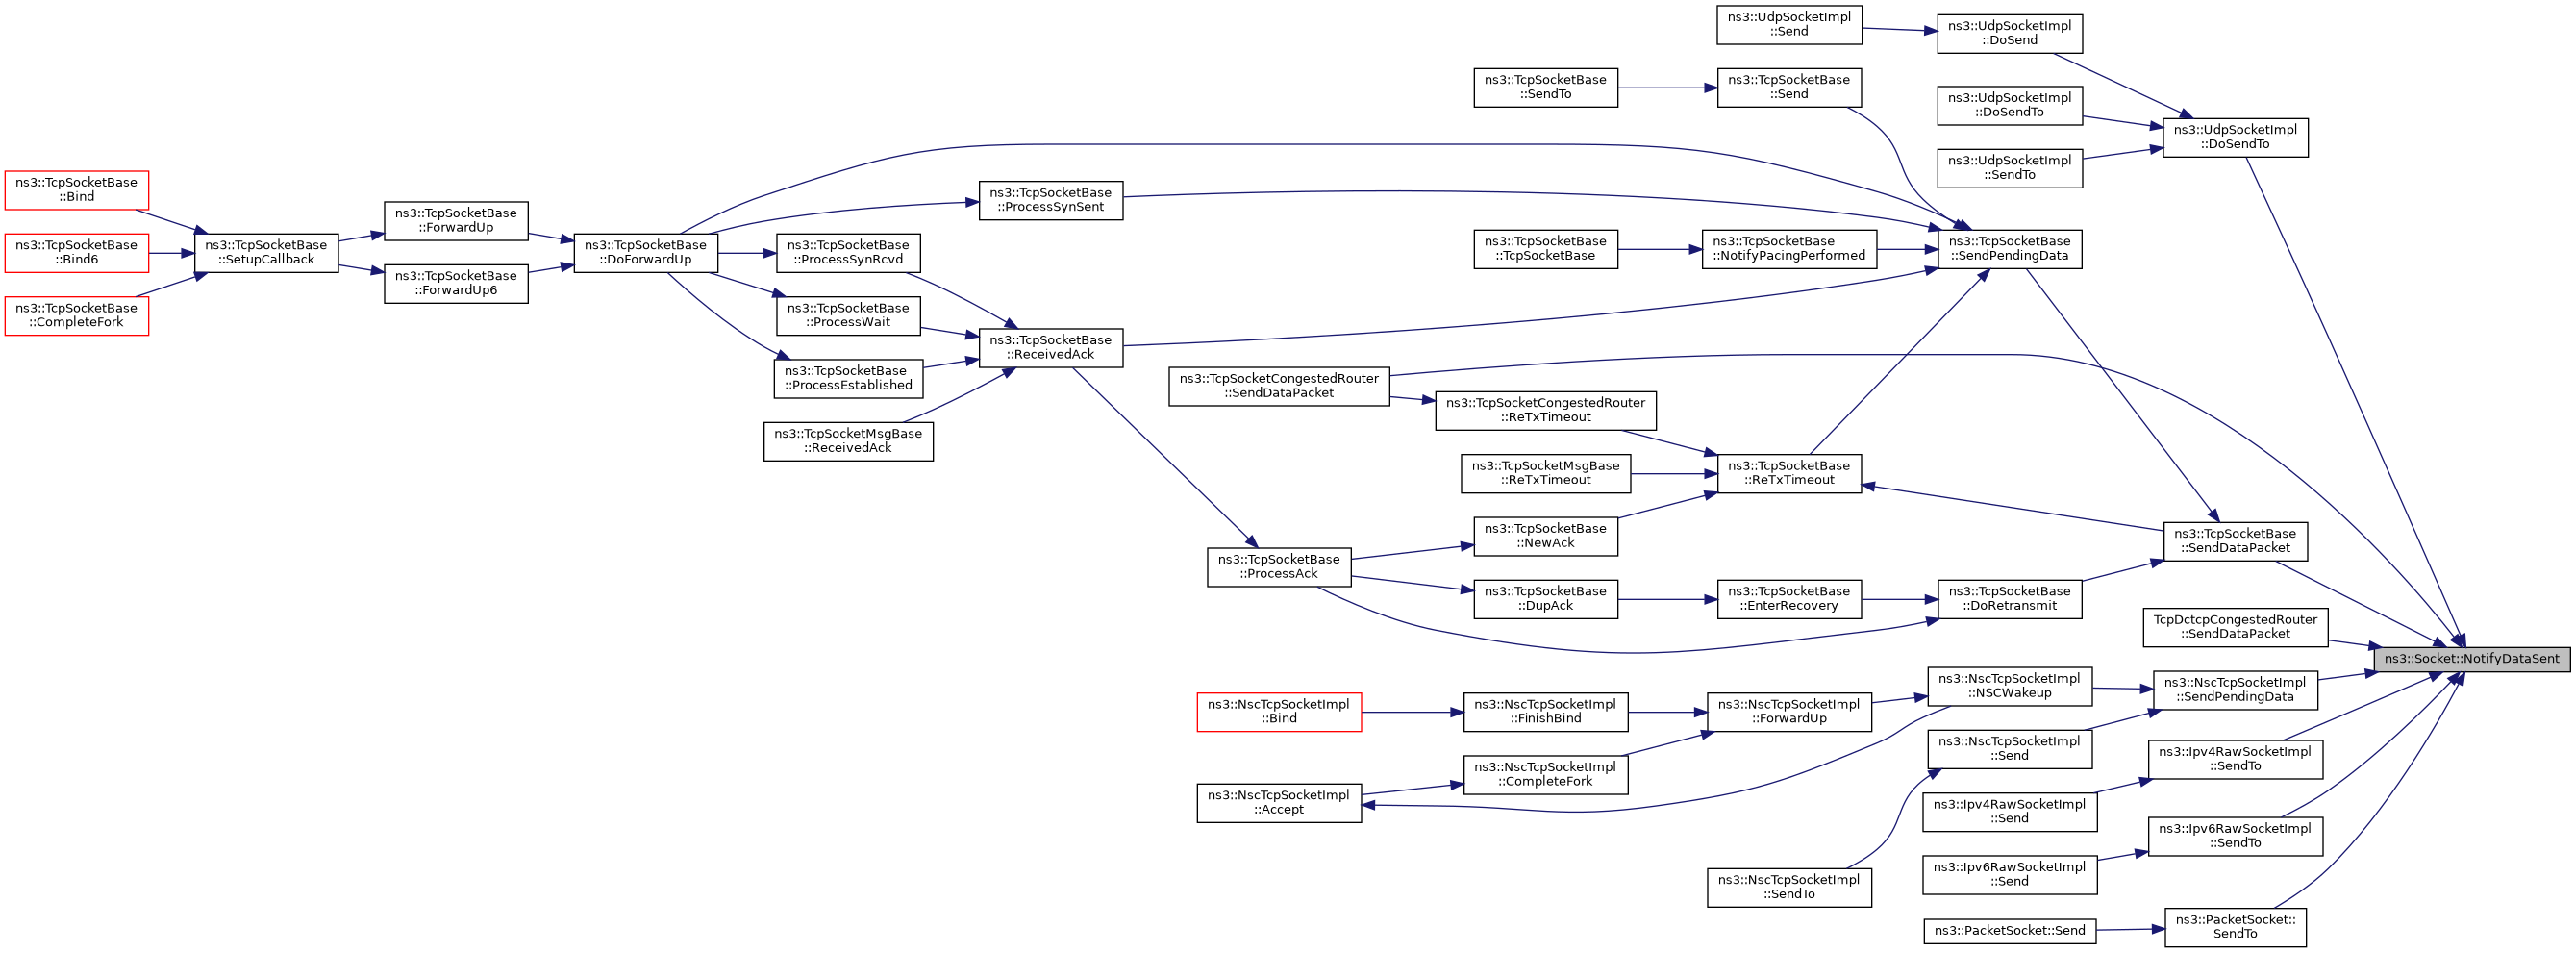 ns3::UdpSocketImpl
::Send
ns3::UdpSocketImpl
::DoSend
ns3::TcpSocketBase
::SendTo
ns3::TcpSocketBase
::Send
ns3::UdpSocketImpl
::DoSendTo
ns3::UdpSocketImpl
::DoSendTo
ns3::UdpSocketImpl
::SendTo
ns3::TcpSocketBase
::Bind
ns3::TcpSocketBase
::ProcessSynSent
ns3::TcpSocketBase
::ForwardUp
ns3::TcpSocketBase
::Bind6
ns3::TcpSocketBase
::SetupCallback
ns3::TcpSocketBase
::DoForwardUp
ns3::TcpSocketBase
::ProcessSynRcvd
ns3::TcpSocketBase
::TcpSocketBase
ns3::TcpSocketBase
::NotifyPacingPerformed
ns3::TcpSocketBase
::SendPendingData
ns3::TcpSocketBase
::ForwardUp6
ns3::TcpSocketBase
::CompleteFork
ns3::TcpSocketBase
::ProcessWait
ns3::TcpSocketBase
::ReceivedAck
ns3::TcpSocketBase
::ProcessEstablished
ns3::TcpSocketCongestedRouter
::SendDataPacket
ns3::TcpSocketCongestedRouter
::ReTxTimeout
ns3::TcpSocketMsgBase
::ReceivedAck
ns3::TcpSocketMsgBase
::ReTxTimeout
ns3::TcpSocketBase
::ReTxTimeout
ns3::TcpSocketBase
::NewAck
ns3::TcpSocketBase
::SendDataPacket
ns3::TcpSocketBase
::ProcessAck
ns3::TcpSocketBase
::DupAck
ns3::TcpSocketBase
::EnterRecovery
ns3::TcpSocketBase
::DoRetransmit
TcpDctcpCongestedRouter
::SendDataPacket
ns3::Socket::NotifyDataSent
ns3::NscTcpSocketImpl
::NSCWakeup
ns3::NscTcpSocketImpl
::SendPendingData
ns3::NscTcpSocketImpl
::Bind
ns3::NscTcpSocketImpl
::FinishBind
ns3::NscTcpSocketImpl
::ForwardUp
ns3::NscTcpSocketImpl
::Send
ns3::Ipv4RawSocketImpl
::SendTo
ns3::NscTcpSocketImpl
::CompleteFork
ns3::NscTcpSocketImpl
::Accept
ns3::Ipv4RawSocketImpl
::Send
ns3::Ipv6RawSocketImpl
::SendTo
ns3::Ipv6RawSocketImpl
::Send
ns3::NscTcpSocketImpl
::SendTo
ns3::PacketSocket::Send
ns3::PacketSocket::
SendTo